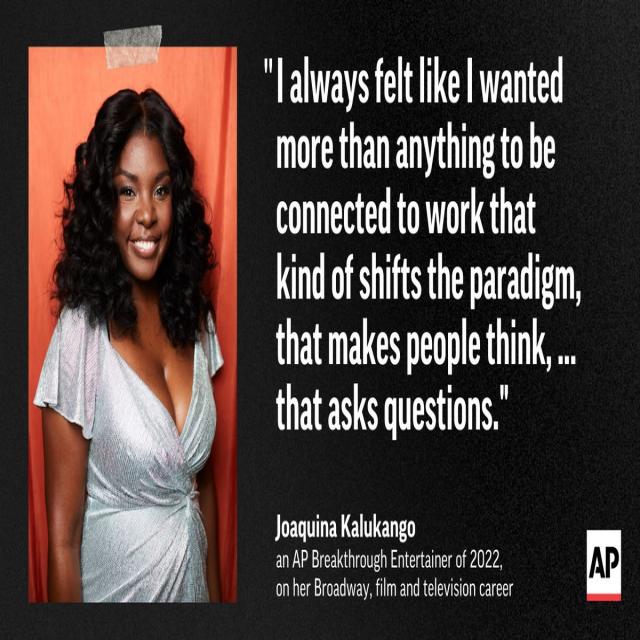 "I always felt like I wanted
more than anything to be
connected to work that
kind of shifts the paradigm,
that makes people think, ...
that asks questions."
Joaquina Kalukango
an AP Breakthrough Entertainer of 2022,
on her Broadway, film and television career
AP